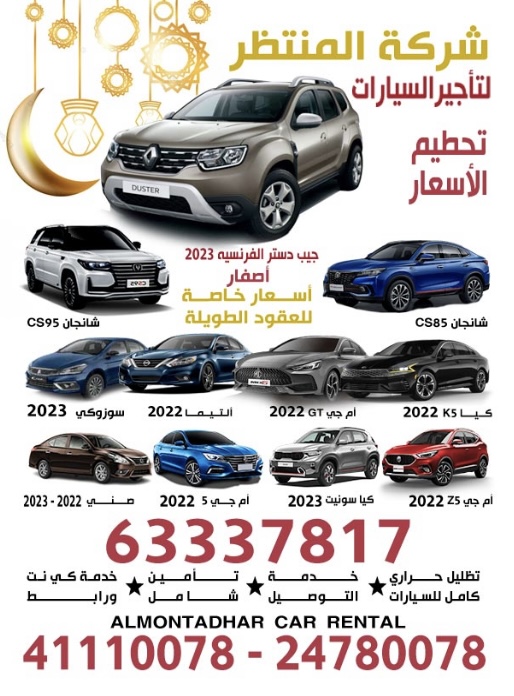 شركة المنتظر
لتأجير السيارات
تحطيم
الأسعار
DUSTER
جيب دستر الفرنسيه 2023
أصفار
أسعار خاصة
للعقود الطويلة
شانجان CS95
شانجان CS85
سوزوكي 2023
ألتيما 2022
أم جي GT 2022
كيا K5 2022
صني 2022 - 2023
أم جي 5 2022
كيا سونيت 2023
أم جي Z5 2022
63337817
تظليل حراري ★ خدمة ★ تأمين ★ خدمة كي نت
كامل للسيارات التوصيل شامل ورابط
ALMONTADHAR CAR RENTAL
41110078 - 24780078